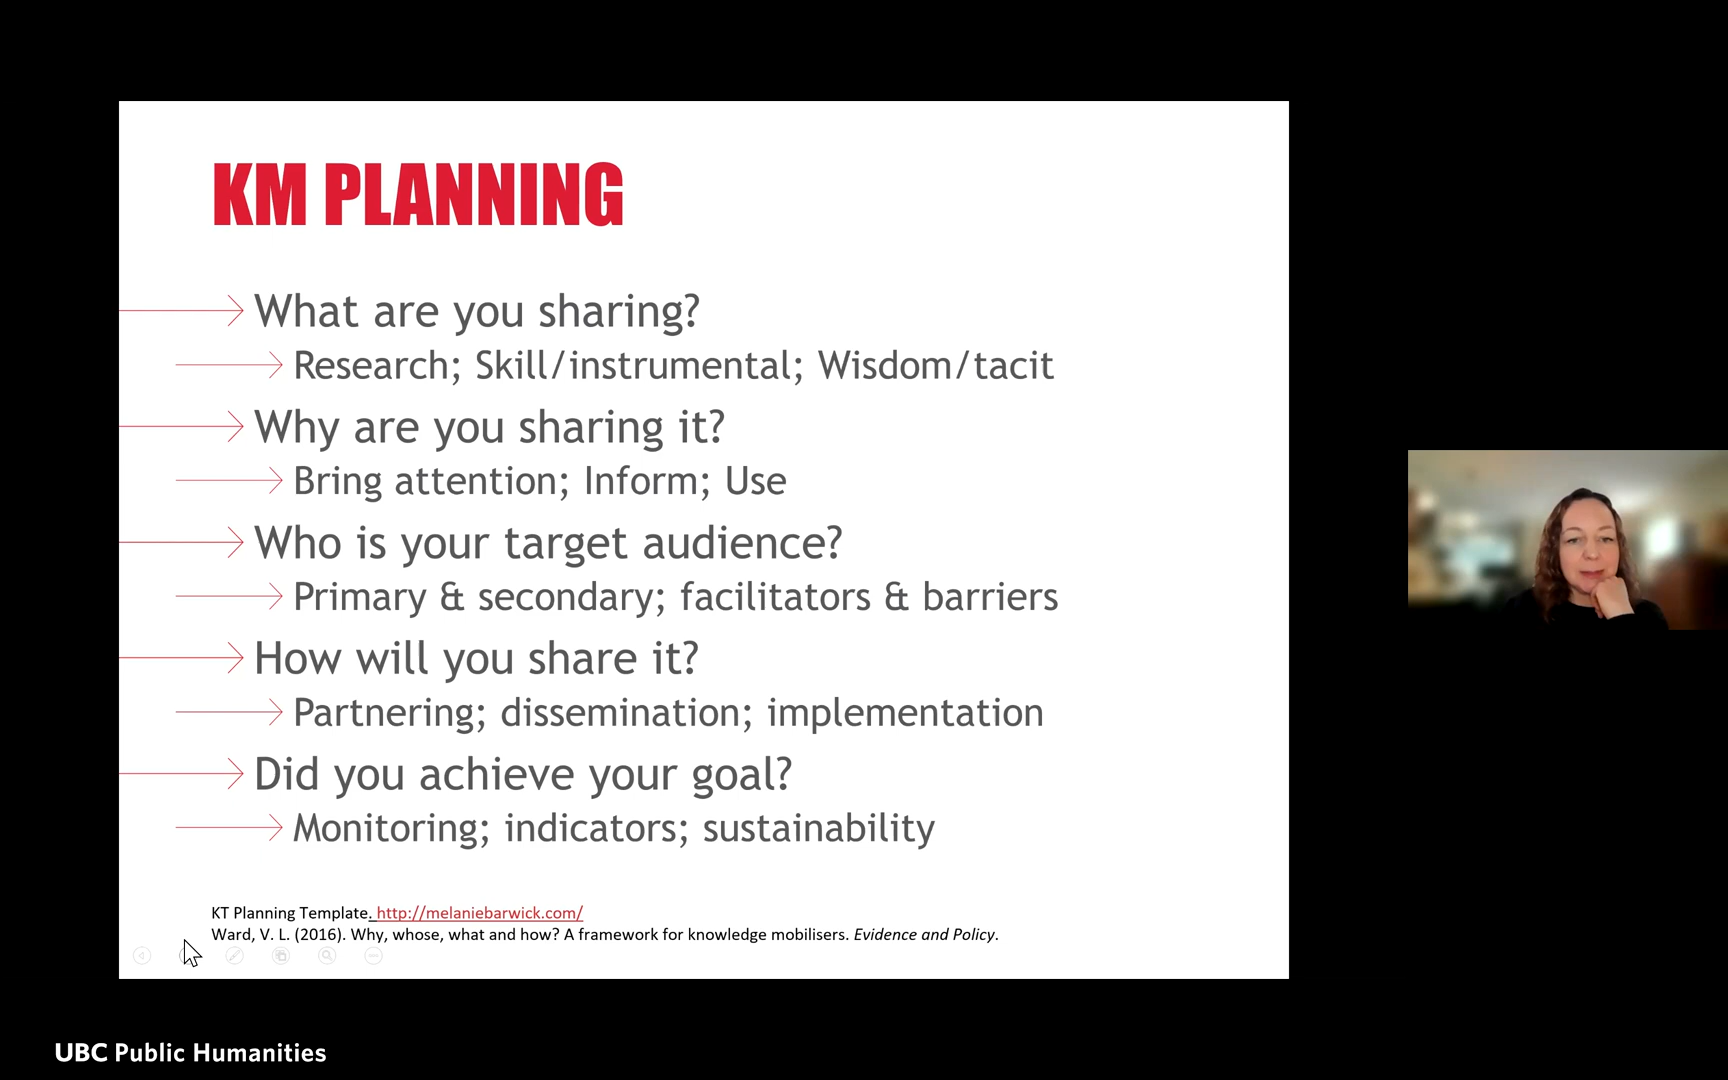 KM PLANNING
What are you sharing?
Research; Skill/instrumental; Wisdom/tacit
Why are you sharing it?
Bring attention; Inform; Use
Who is your target audience?
Primary & secondary; facilitators & barriers
How will you share it?
Partnering; dissemination; implementation
Did you achieve your goal?
Monitoring; indicators; sustainability
KT Planning Template. http://melaniebarwick.com/
Ward, V. L. (2016). Why, whose, what and how? A framework for knowledge mobilisers. Evidence and Policy.
UBC Public Humanities